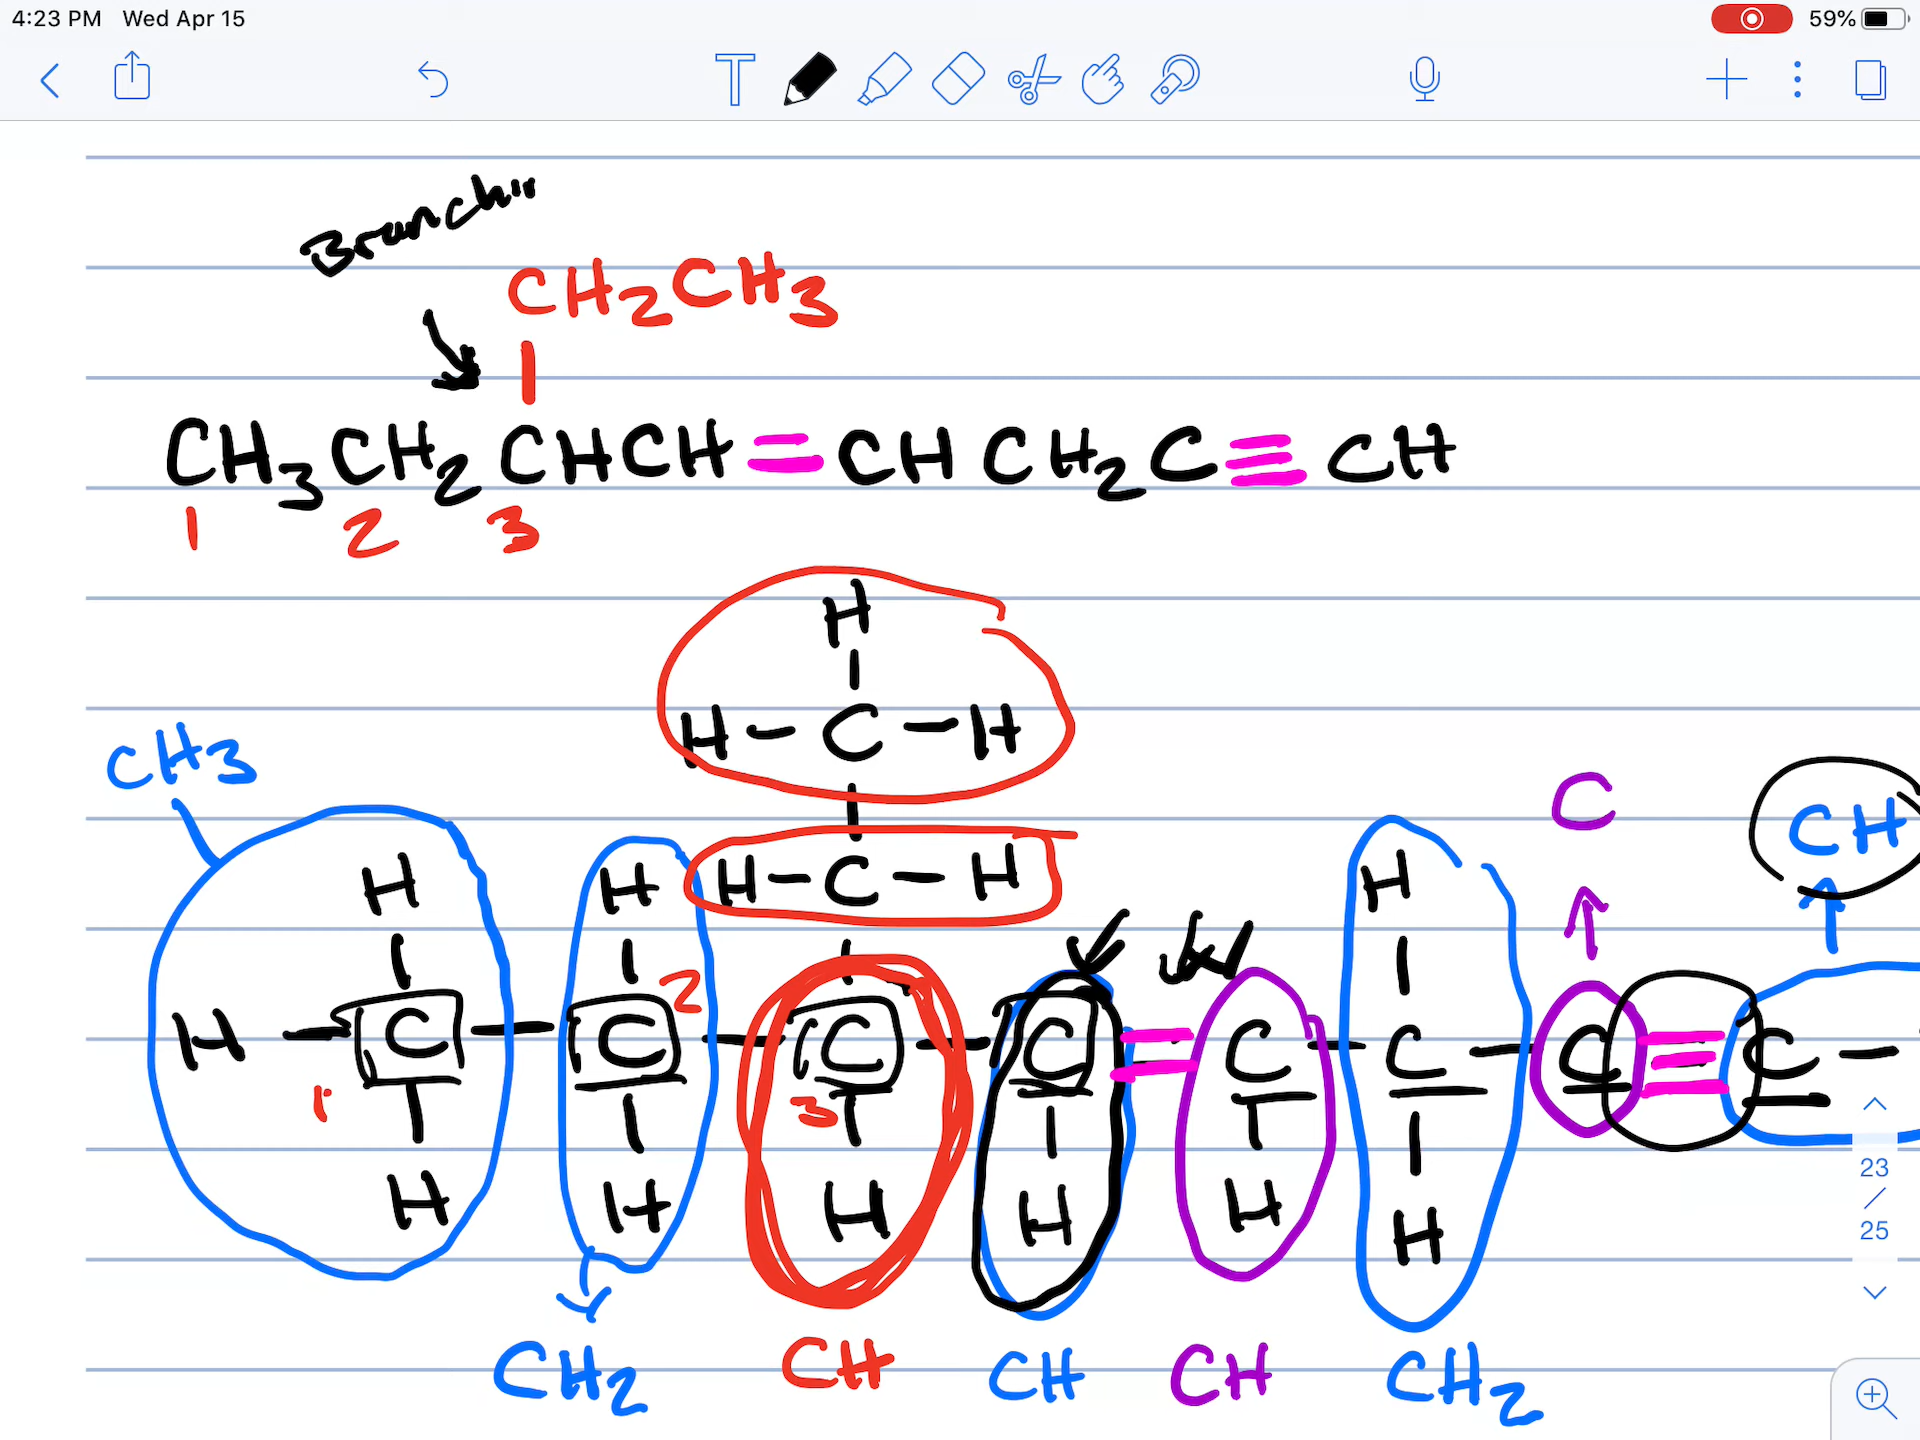 4:23 PM Wed Apr 15 59%
T
CH2CH3
CH3CH2CHCH=CHCH2C≡CH
1 2 3
H
H-C-H
CH3 C CH
H H H-C-H H
H-C-C-C-C=C-C-C≡C-
2
1 3
H H H H H H
23
/
25
CH2 CH CH CH CH2